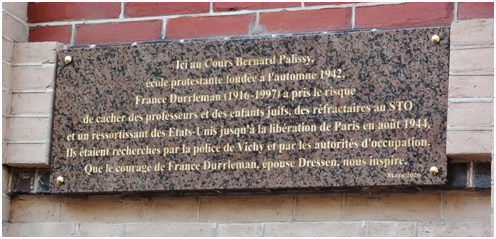 Ici au Cours Bernard Palissy,
école protestante fondée à l'automne 1942,
France Durrleman (1916-1997) a pris le risque
de cacher des professeurs et des enfants juifs, des réfractaires au STO
et un ressortissant des États-Unis jusqu'à la libération de Paris en août 1944.
Ils étaient recherchés par la police de Vichy et par les autorités d'occupation.
Que le courage de France Durrleman, épouse Dressen, nous inspire.
Mars 2026